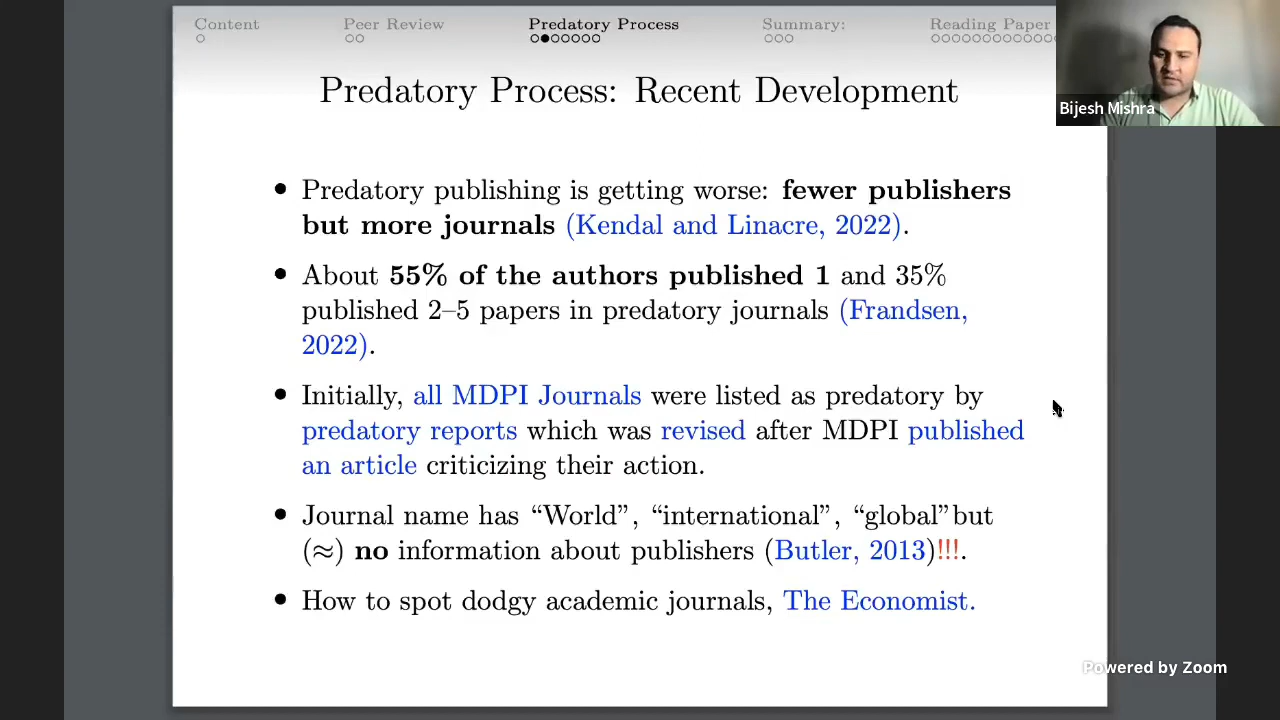 Content Peer Review Predatory Process Summary: Reading Paper
Bijesh Mishra
Predatory Process: Recent Development
• Predatory publishing is getting worse: fewer publishers
but more journals (Kendal and Linacre, 2022).
• About 55% of the authors published 1 and 35%
published 2–5 papers in predatory journals (Frandsen,
2022).
• Initially, all MDPI Journals were listed as predatory by
predatory reports which was revised after MDPI published
an article criticizing their action.
• Journal name has “World”, “international”, “global”but
(≈) no information about publishers (Butler, 2013)!!!.
• How to spot dodgy academic journals, The Economist.
Powered by Zoom